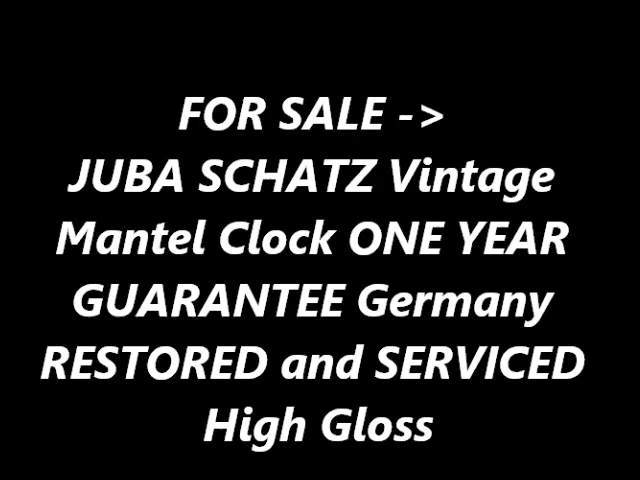 FOR SALE ->
JUBA SCHATZ Vintage
Mantel Clock ONE YEAR
GUARANTEE Germany
RESTORED and SERVICED
High Gloss